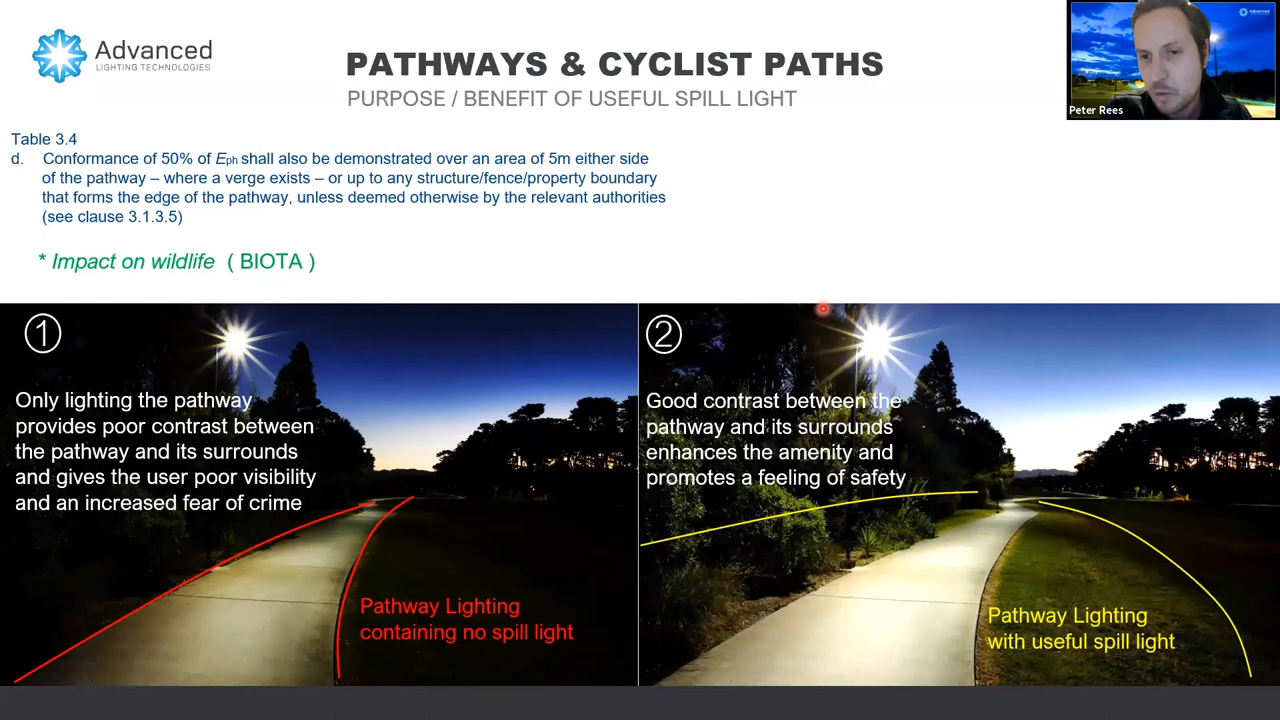 Advanced
LIGHTING TECHNOLOGIES
PATHWAYS & CYCLIST PATHS
PURPOSE / BENEFIT OF USEFUL SPILL LIGHT
Advanced
Peter Rees
Table 3.4
d. Conformance of 50% of Eph shall also be demonstrated over an area of 5m either side
of the pathway – where a verge exists – or up to any structure/fence/property boundary
that forms the edge of the pathway, unless deemed otherwise by the relevant authorities
(see clause 3.1.3.5)
* Impact on wildlife ( BIOTA )
1
Only lighting the pathway
provides poor contrast between
the pathway and its surrounds
and gives the user poor visibility
and an increased fear of crime
Pathway Lighting
containing no spill light
2
Good contrast between the
pathway and its surrounds
enhances the amenity and
promotes a feeling of safety
Pathway Lighting
with useful spill light